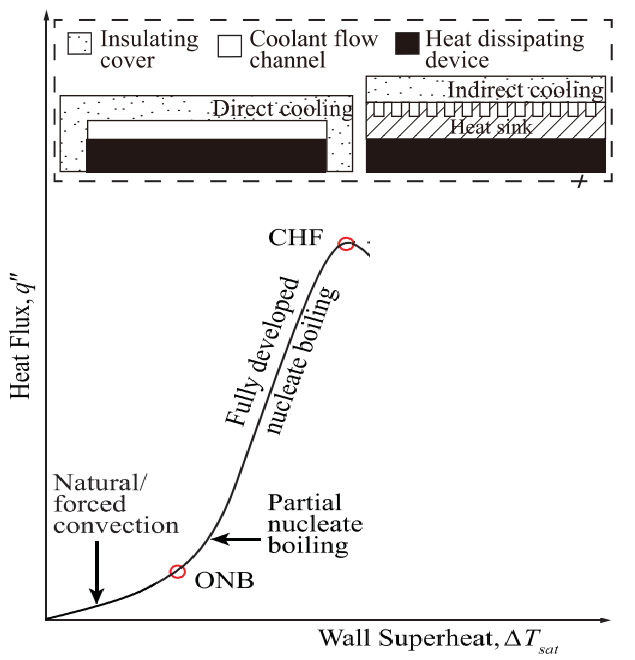 Insulating
cover
Coolant flow
channel
Heat dissipating
device
Direct cooling
Indirect cooling
Heat sink
CHF
Fully developed
nucleate boiling
Heat Flux, q″
Natural/
forced
convection
Partial
nucleate
boiling
ONB
Wall Superheat, ΔT_sat